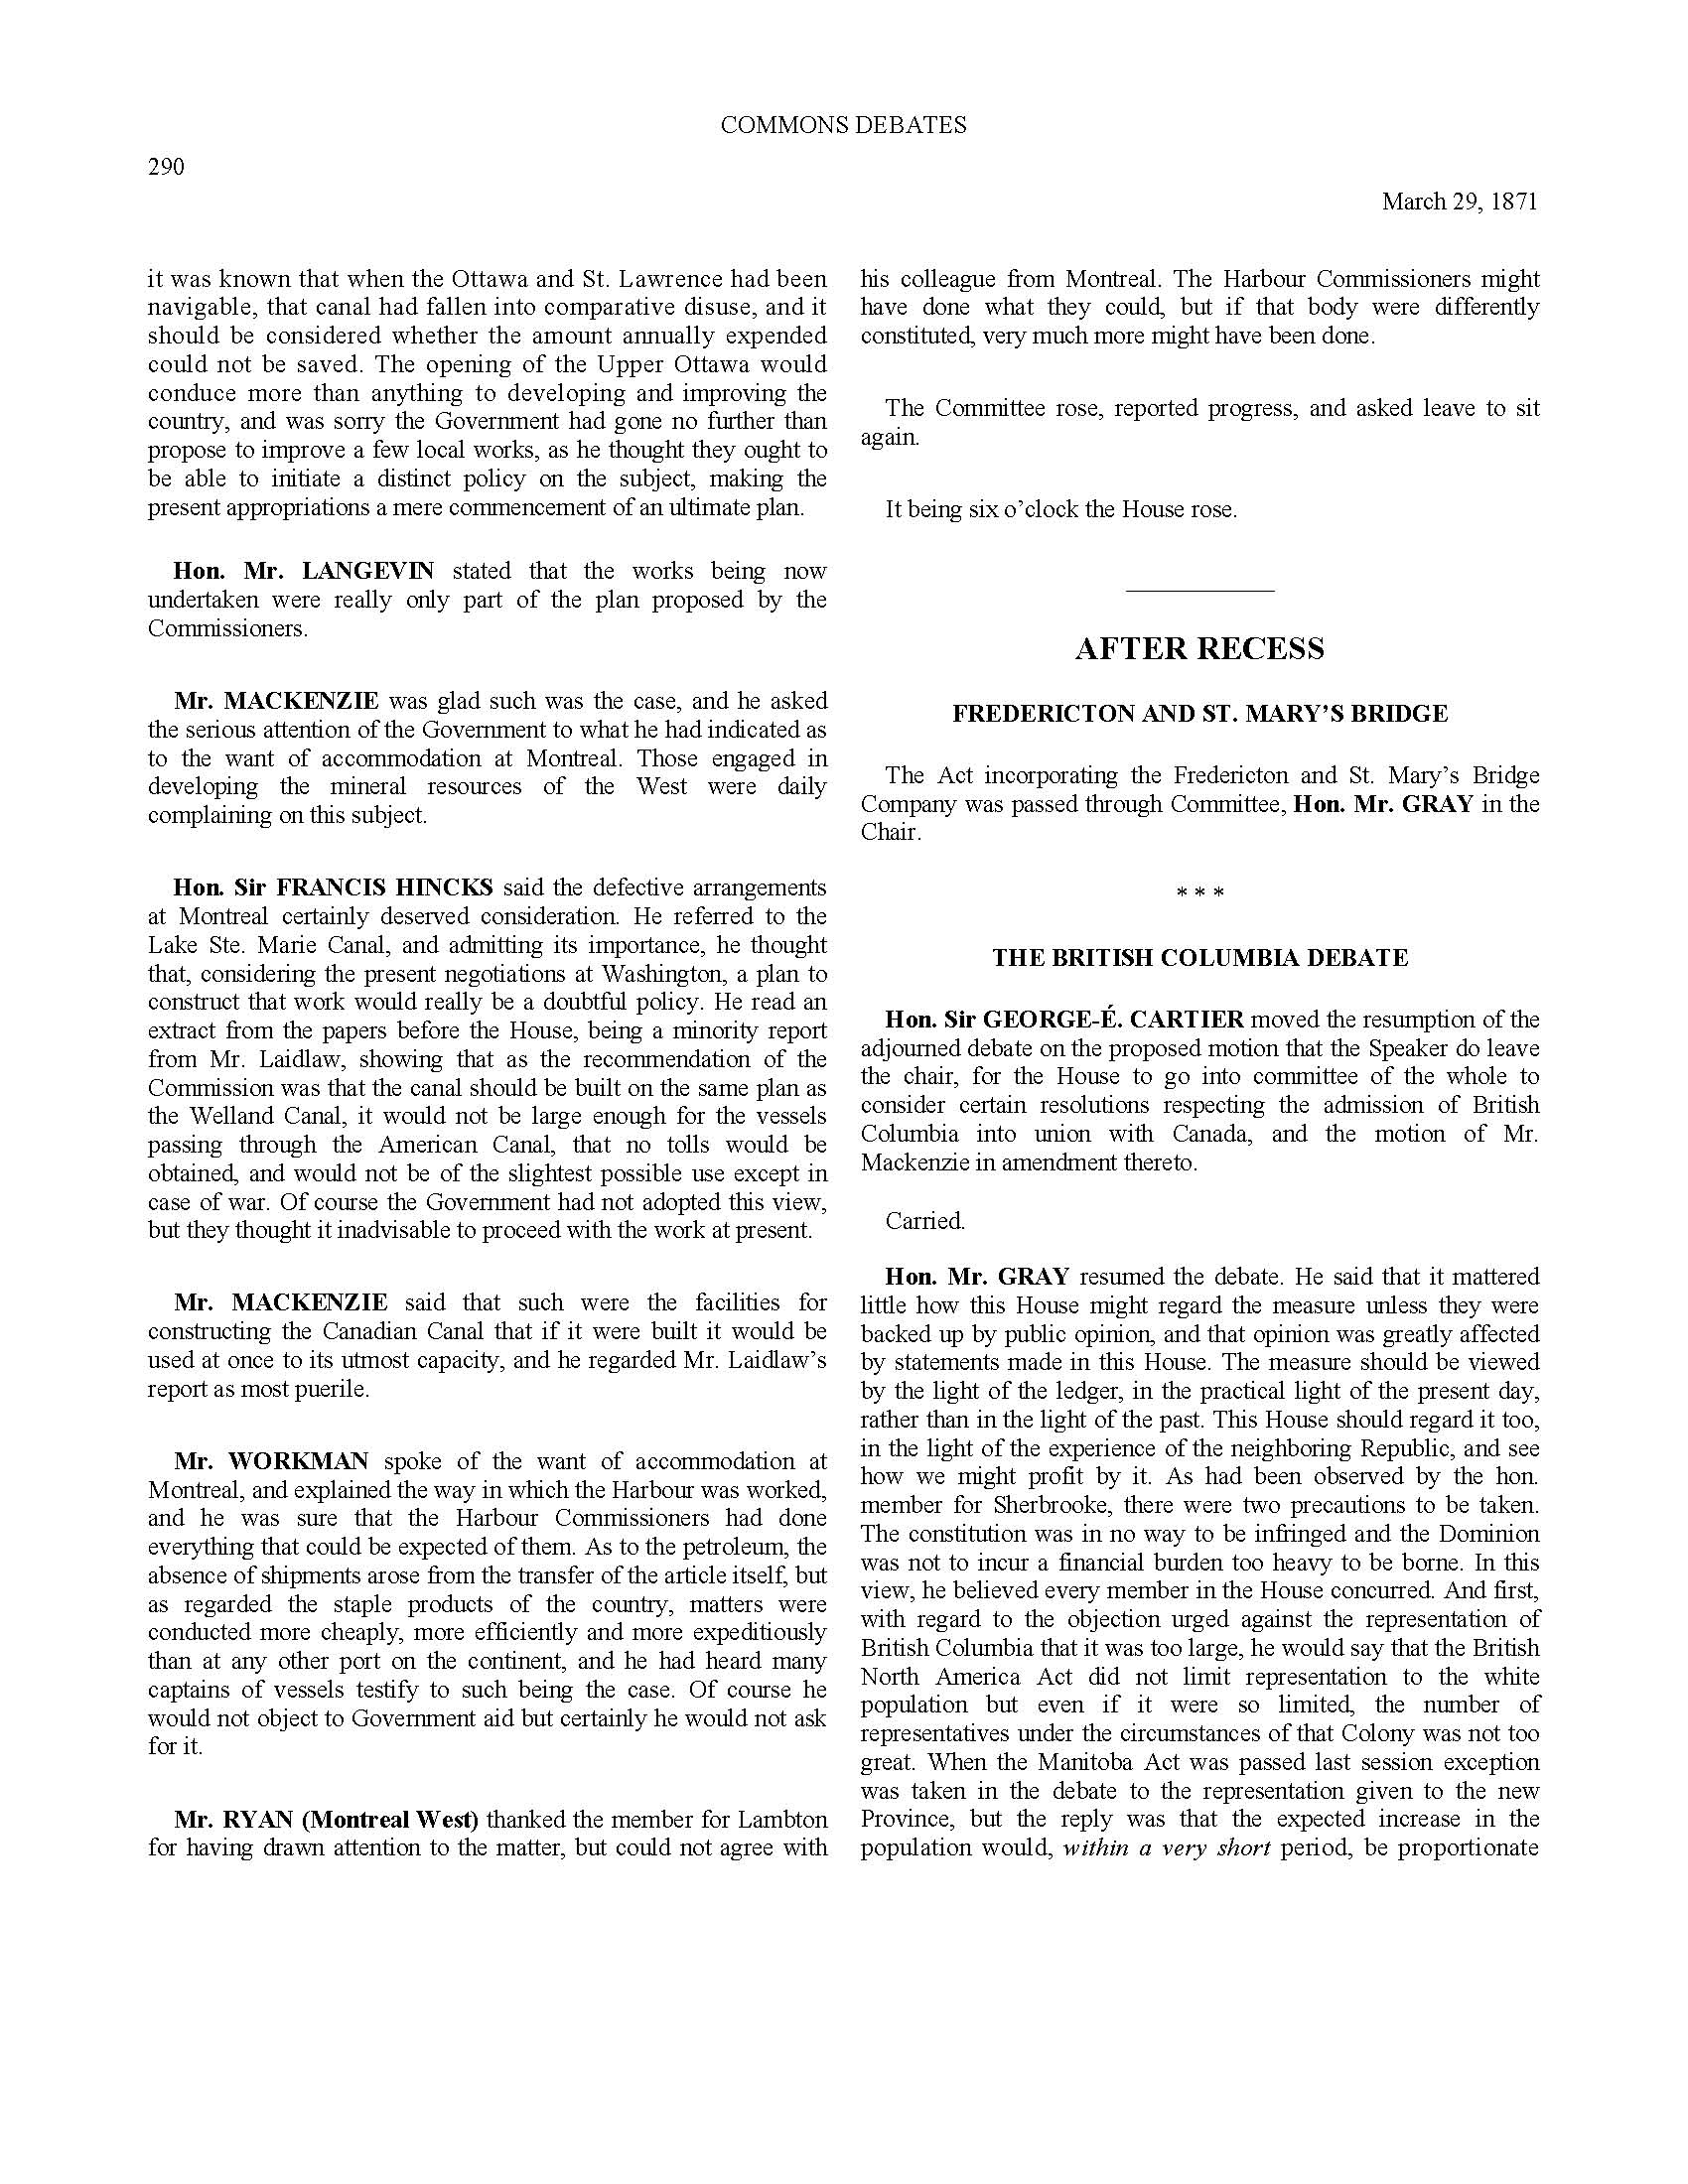 COMMONS DEBATES
290
March 29, 1871
it was known that when the Ottawa and St. Lawrence had been
navigable, that canal had fallen into comparative disuse, and it
should be considered whether the amount annually expended
could not be saved. The opening of the Upper Ottawa would
conduce more than anything to developing and improving the
country, and was sorry the Government had gone no further than
propose to improve a few local works, as he thought they ought to
be able to initiate a distinct policy on the subject, making the
present appropriations a mere commencement of an ultimate plan.
Hon. Mr. LANGEVIN stated that the works being now
undertaken were really only part of the plan proposed by the
Commissioners.
Mr. MACKENZIE was glad such was the case, and he asked
the serious attention of the Government to what he had indicated as
to the want of accommodation at Montreal. Those engaged in
developing the mineral resources of the West were daily
complaining on this subject.
Hon. Sir FRANCIS HINCKS said the defective arrangements
at Montreal certainly deserved consideration. He referred to the
Lake Ste. Marie Canal, and admitting its importance, he thought
that, considering the present negotiations at Washington, a plan to
construct that work would really be a doubtful policy. He read an
extract from the papers before the House, being a minority report
from Mr. Laidlaw, showing that as the recommendation of the
Commission was that the canal should be built on the same plan as
the Welland Canal, it would not be large enough for the vessels
passing through the American Canal, that no tolls would be
obtained, and would not be of the slightest possible use except in
case of war. Of course the Government had not adopted this view,
but they thought it inadvisable to proceed with the work at present.
Mr. MACKENZIE said that such were the facilities for
constructing the Canadian Canal that if it were built it would be
used at once to its utmost capacity, and he regarded Mr. Laidlaw’s
report as most puerile.
Mr. WORKMAN spoke of the want of accommodation at
Montreal, and explained the way in which the Harbour was worked,
and he was sure that the Harbour Commissioners had done
everything that could be expected of them. As to the petroleum, the
absence of shipments arose from the transfer of the article itself, but
as regarded the staple products of the country, matters were
conducted more cheaply, more efficiently and more expeditiously
than at any other port on the continent, and he had heard many
captains of vessels testify to such being the case. Of course he
would not object to Government aid but certainly he would not ask
for it.
Mr. RYAN (Montreal West) thanked the member for Lambton
for having drawn attention to the matter, but could not agree with
his colleague from Montreal. The Harbour Commissioners might
have done what they could, but if that body were differently
constituted, very much more might have been done.
The Committee rose, reported progress, and asked leave to sit
again.
It being six o’clock the House rose.
AFTER RECESS
FREDERICTON AND ST. MARY’S BRIDGE
The Act incorporating the Fredericton and St. Mary’s Bridge
Company was passed through Committee, Hon. Mr. GRAY in the
Chair.
* * *
THE BRITISH COLUMBIA DEBATE
Hon. Sir GEORGE-É. CARTIER moved the resumption of the
adjourned debate on the proposed motion that the Speaker do leave
the chair, for the House to go into committee of the whole to
consider certain resolutions respecting the admission of British
Columbia into union with Canada, and the motion of Mr.
Mackenzie in amendment thereto.
Carried.
Hon. Mr. GRAY resumed the debate. He said that it mattered
little how this House might regard the measure unless they were
backed up by public opinion, and that opinion was greatly affected
by statements made in this House. The measure should be viewed
by the light of the ledger, in the practical light of the present day,
rather than in the light of the past. This House should regard it too,
in the light of the experience of the neighboring Republic, and see
how we might profit by it. As had been observed by the hon.
member for Sherbrooke, there were two precautions to be taken.
The constitution was in no way to be infringed and the Dominion
was not to incur a financial burden too heavy to be borne. In this
view, he believed every member in the House concurred. And first,
with regard to the objection urged against the representation of
British Columbia that it was too large, he would say that the British
North America Act did not limit representation to the white
population but even if it were so limited, the number of
representatives under the circumstances of that Colony was not too
great. When the Manitoba Act was passed last session exception
was taken in the debate to the representation given to the new
Province, but the reply was that the expected increase in the
population would, within a very short period, be proportionate